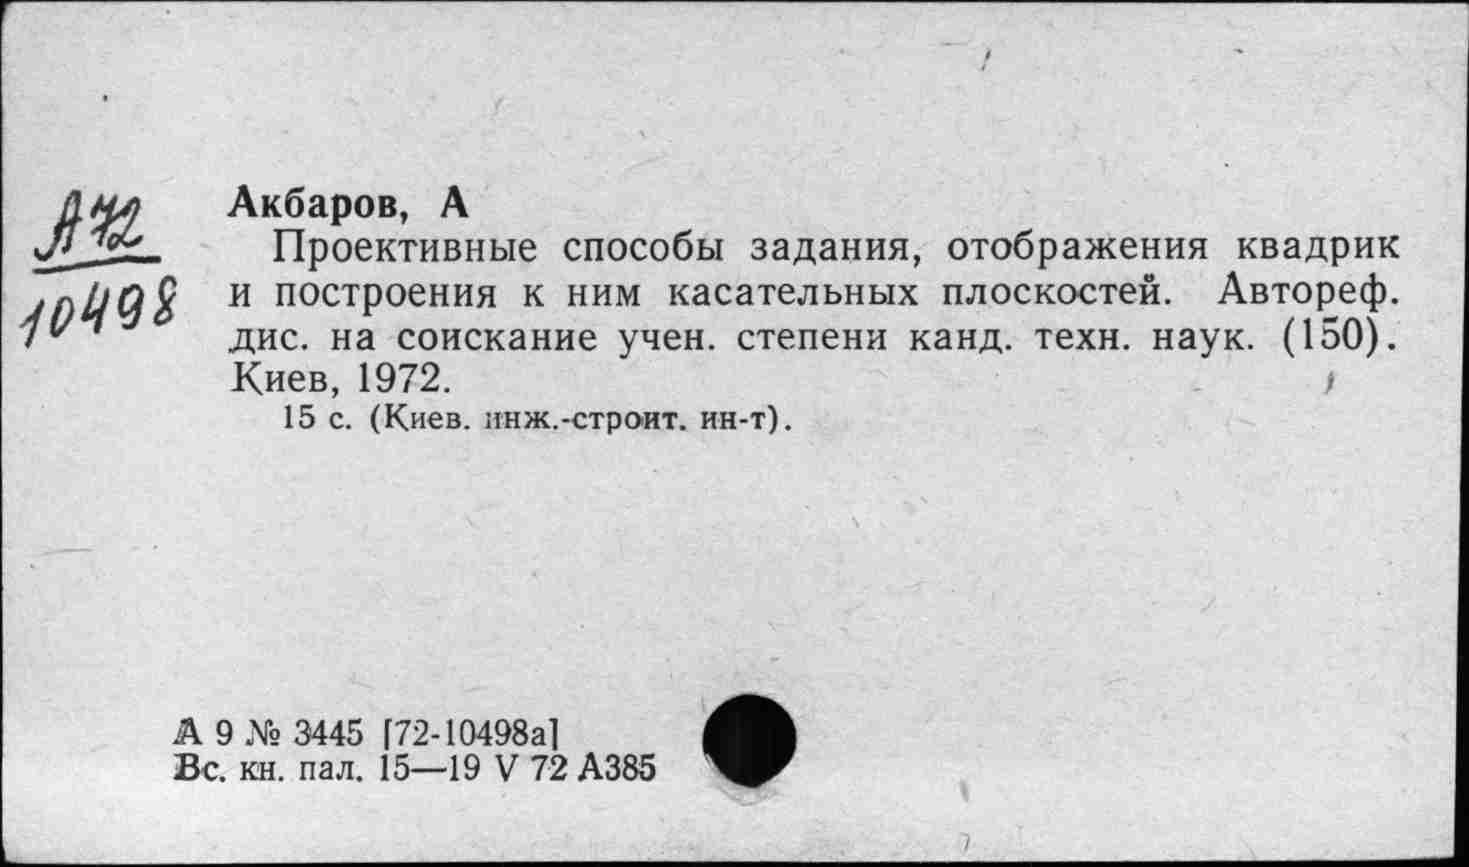 А72
10498
Акбаров, А
Проективные способы задания, отображения квадрик
и построения к ним касательных плоскостей. Автореф.
дис. на соискание учен. степени канд. техн. наук. (150).
Киев, 1972.
15 с. (Киев. инж.-строит. ин-т).
А 9 № 3445 [72-10498а]
Вс. кн. пал. 15—19 V 72 А385